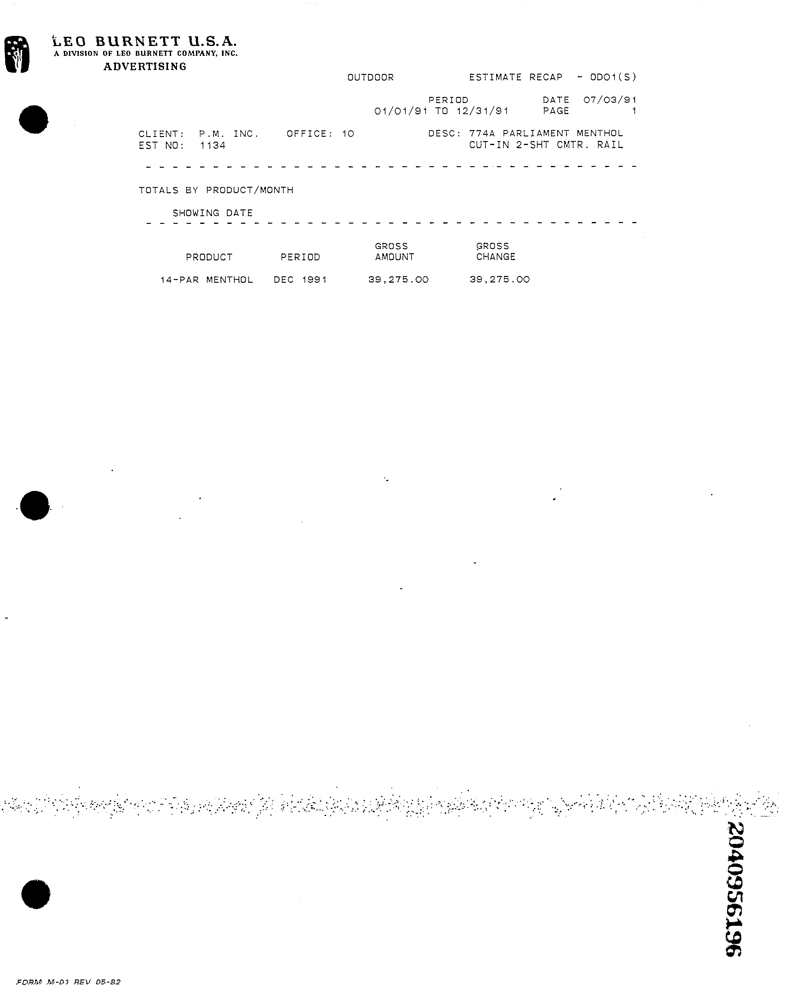 LEO BURNETT U.S.A.
A DIVISION OF LEO BURNETT COMPANY, INC.
ADVERTISING
OUTDOOR ESTIMATE RECAP - ODO1(S)
PERIOD DATE 07/03/91
01/01/91 TO 12/31/91 PAGE 1
CLIENT: P.M. INC. OFFICE: 10 DESC: 774A PARLIAMENT MENTHOL
EST NO: 1134 CUT-IN 2-SHT CMTR. RAIL
TOTALS BY PRODUCT/MONTH
SHOWING DATE
GROSS GROSS
PRODUCT PERIOD AMOUNT CHANGE
14-PAR MENTHOL DEC 1991 39,275.00 39,275.00
2040956196
FORM M-01 REV 05-82